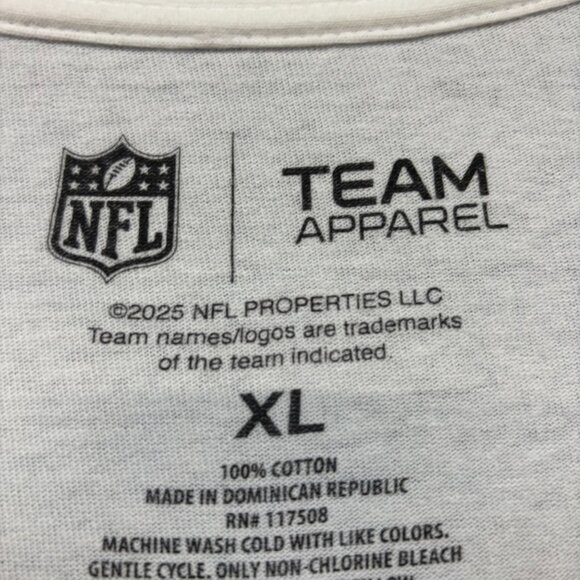 NFL
TEAM
APPAREL
©2025 NFL PROPERTIES LLC
Team names/logos are trademarks
of the team indicated.
XL
100% COTTON
MADE IN DOMINICAN REPUBLIC
RN# 117508
MACHINE WASH COLD WITH LIKE COLORS.
GENTLE CYCLE. ONLY NON-CHLORINE BLEACH